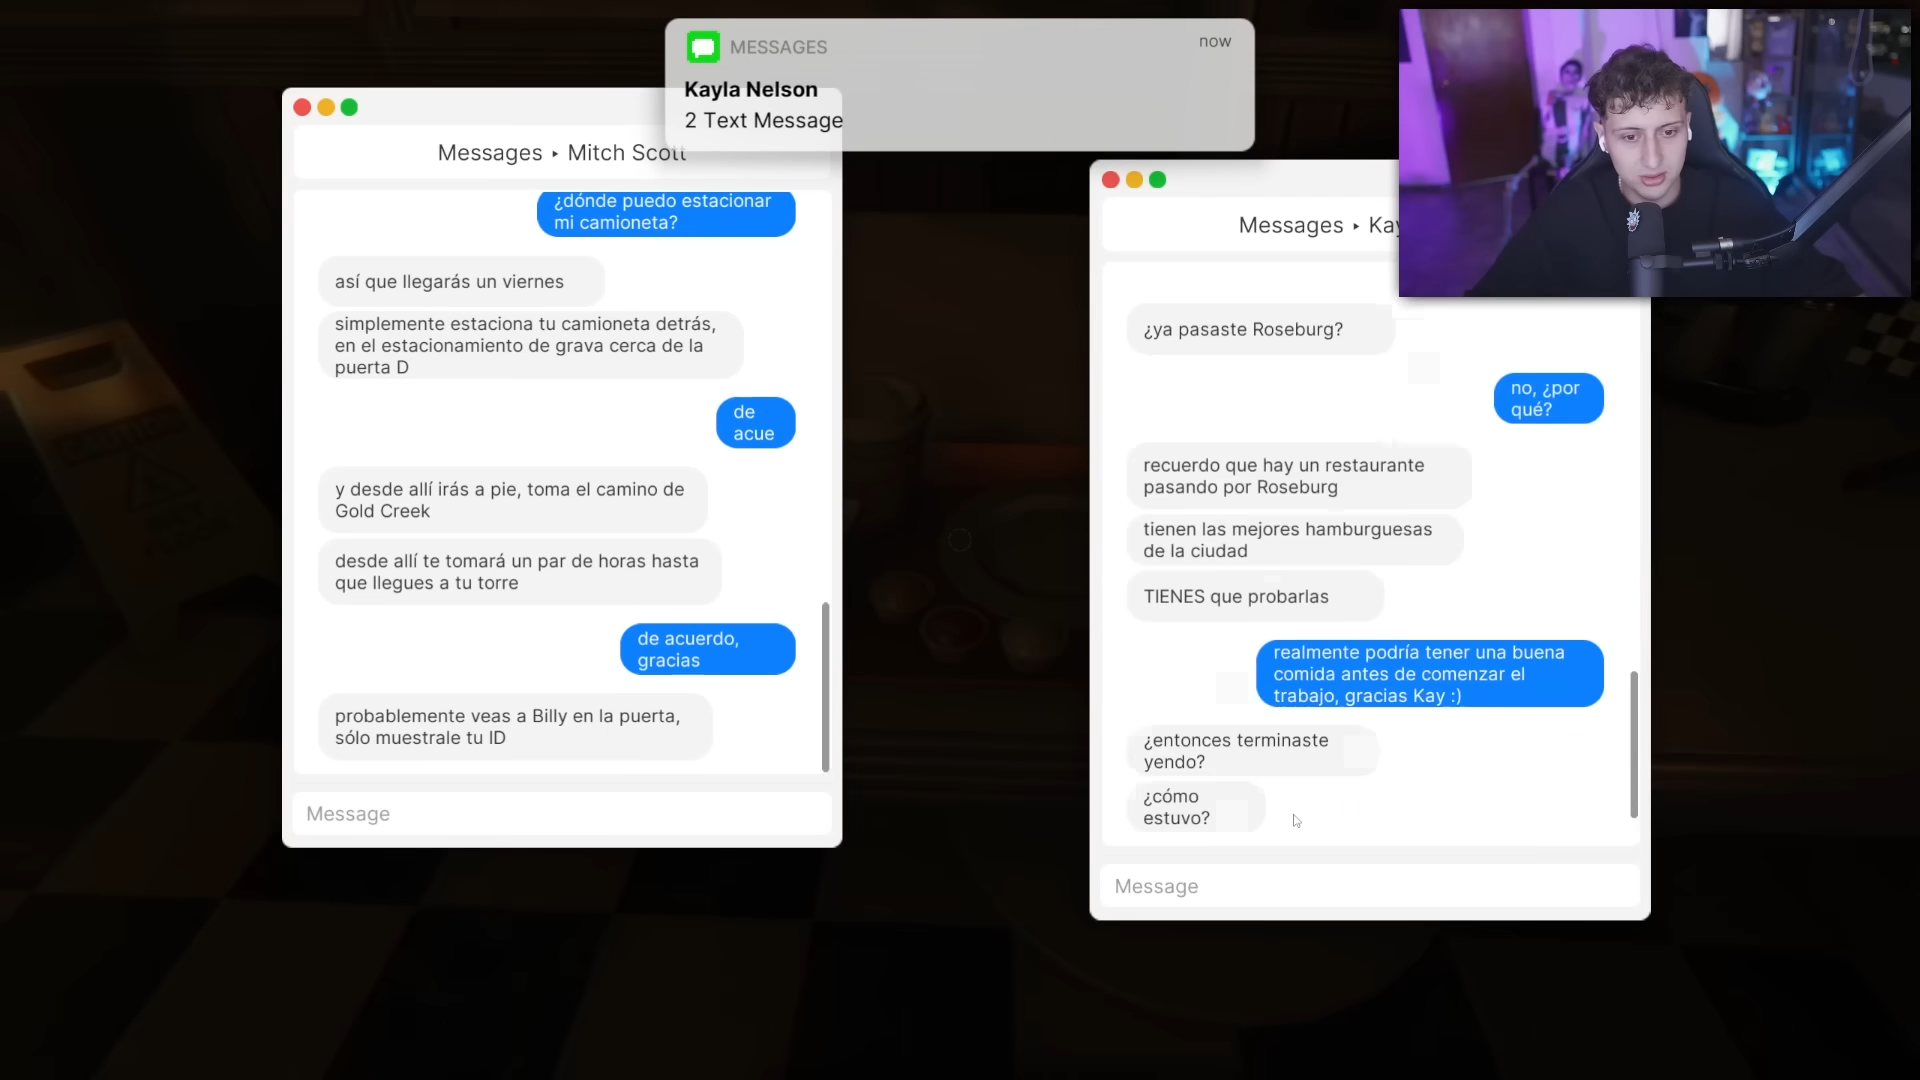 MESSAGES
now
Kayla Nelson
2 Text Message
Messages ▸ Mitch Scott
¿dónde puedo estacionar
mi camioneta?
así que llegarás un viernes
simplemente estaciona tu camioneta detrás,
en el estacionamiento de grava cerca de la
puerta D
de
acue
y desde allí irás a pie, toma el camino de
Gold Creek
desde allí te tomará un par de horas hasta
que llegues a tu torre
de acuerdo,
gracias
probablemente veas a Billy en la puerta,
sólo muestrale tu ID
Message
Messages ▸ Kay
¿ya pasaste Roseburg?
no, ¿por
qué?
recuerdo que hay un restaurante
pasando por Roseburg
tienen las mejores hamburguesas
de la ciudad
TIENES que probarlas
realmente podría tener una buena
comida antes de comenzar el
trabajo, gracias Kay :)
¿entonces terminaste
yendo?
¿cómo
estuvo?
Message